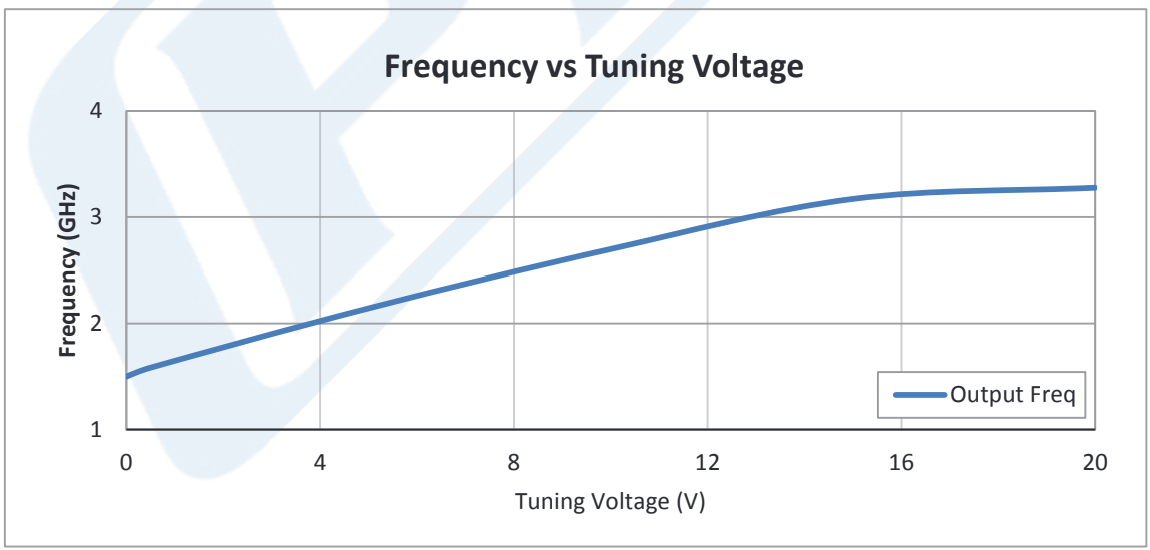 Frequency vs Tuning Voltage
4
3
2
1
Frequency (GHz)
0 4 8 12 16 20
Tuning Voltage (V)
Output Freq